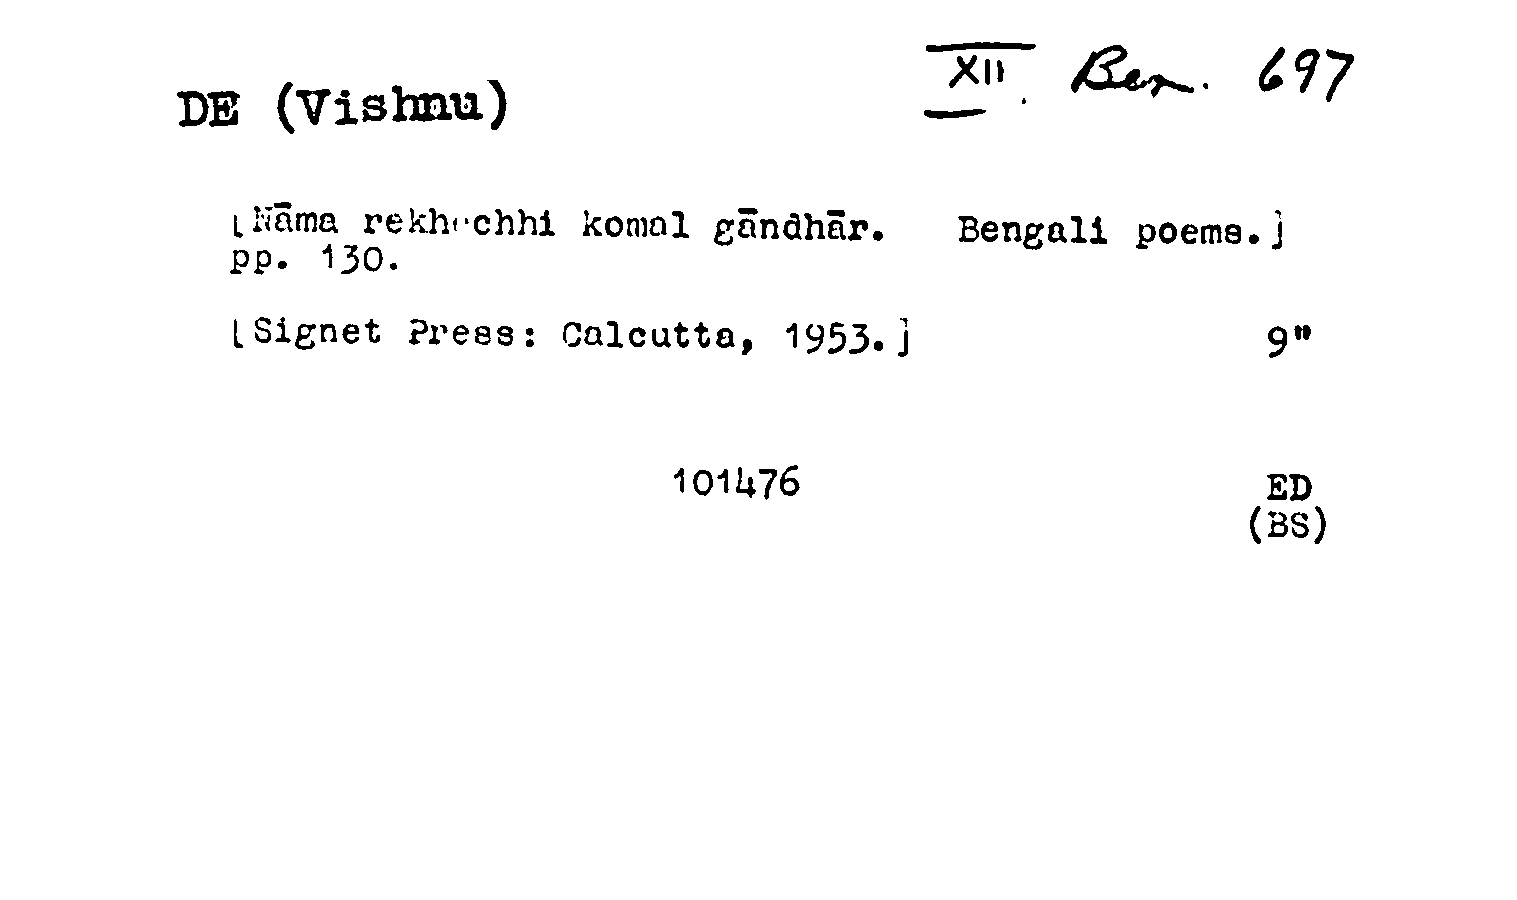 XII. Ben. 697
DE (Vishnu)
[Nāma rekhechhi komal gāndhār. Bengali poems.]
pp. 130.
[Signet Press: Calcutta, 1953.] 9"
101476 ED
(BS)